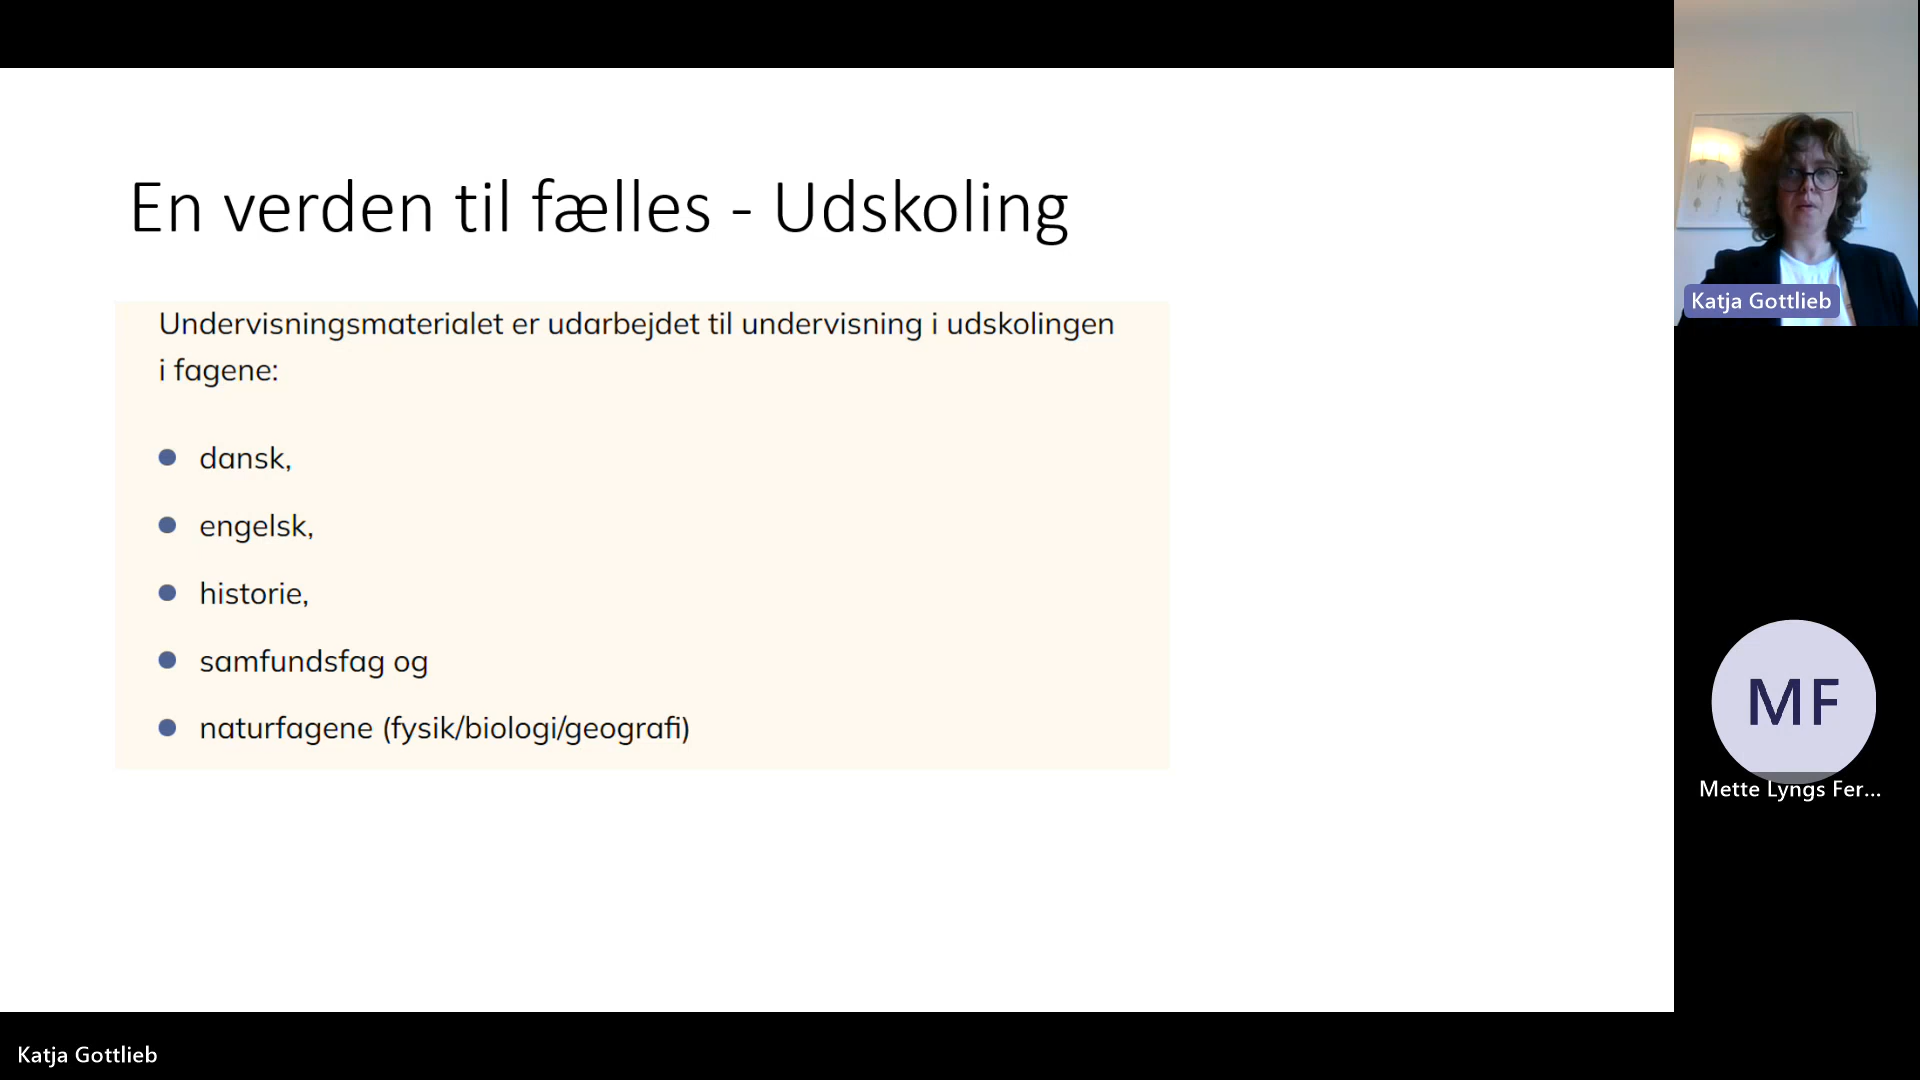 En verden til fælles - Udskoling
Undervisningsmaterialet er udarbejdet til undervisning i udskolingen
i fagene:
dansk,
engelsk,
historie,
samfundsfag og
naturfagene (fysik/biologi/geografi)
Katja Gottlieb
MF
Mette Lyngs Fer...
Katja Gottlieb